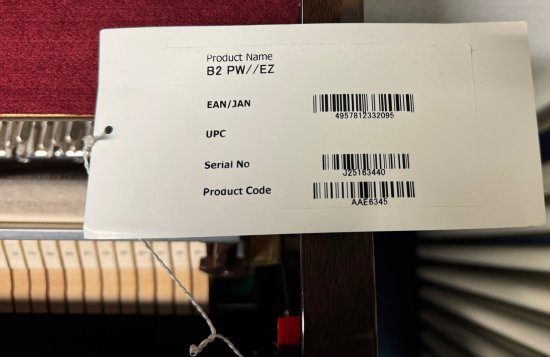 Product Name
B2 PW//EZ
EAN/JAN
4957812332095
UPC
Serial No
J25163440
Product Code
AAE6345